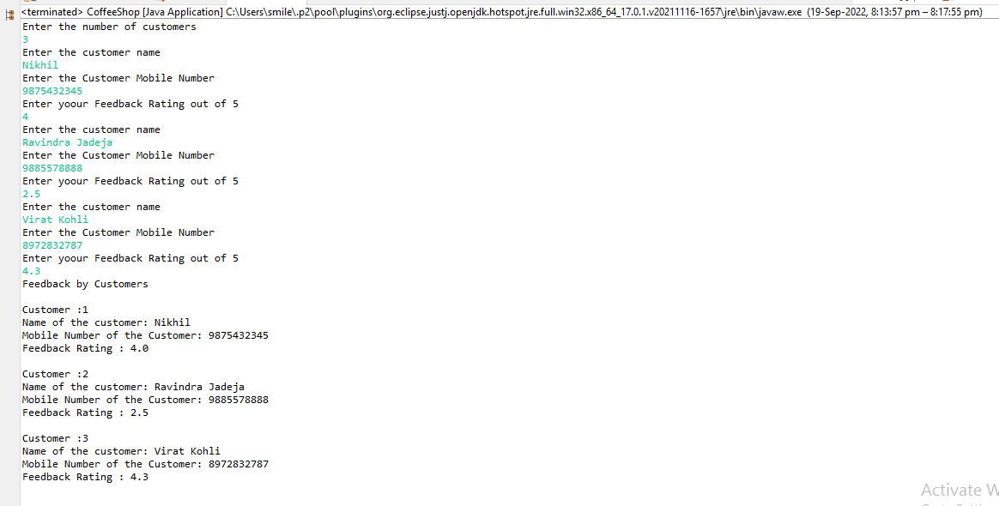 <terminated> CoffeeShop [Java Application] C:\Users\smile\.p2\pool\plugins\org.eclipse.justj.openjdk.hotspot.jre.full.win32.x86_64_17.0.1.v20211116-1657\jre\bin\javaw.exe (19-Sep-2022, 8:13:57 pm – 8:17:55 pm)
Enter the number of customers
3
Enter the customer name
Nikhil
Enter the Customer Mobile Number
9875432345
Enter yoour Feedback Rating out of 5
4
Enter the customer name
Ravindra Jadeja
Enter the Customer Mobile Number
9885578888
Enter yoour Feedback Rating out of 5
2.5
Enter the customer name
Virat Kohli
Enter the Customer Mobile Number
8972832787
Enter yoour Feedback Rating out of 5
4.3
Feedback by Customers
Customer :1
Name of the customer: Nikhil
Mobile Number of the Customer: 9875432345
Feedback Rating : 4.0
Customer :2
Name of the customer: Ravindra Jadeja
Mobile Number of the Customer: 9885578888
Feedback Rating : 2.5
Customer :3
Name of the customer: Virat Kohli
Mobile Number of the Customer: 8972832787
Feedback Rating : 4.3
Activate W